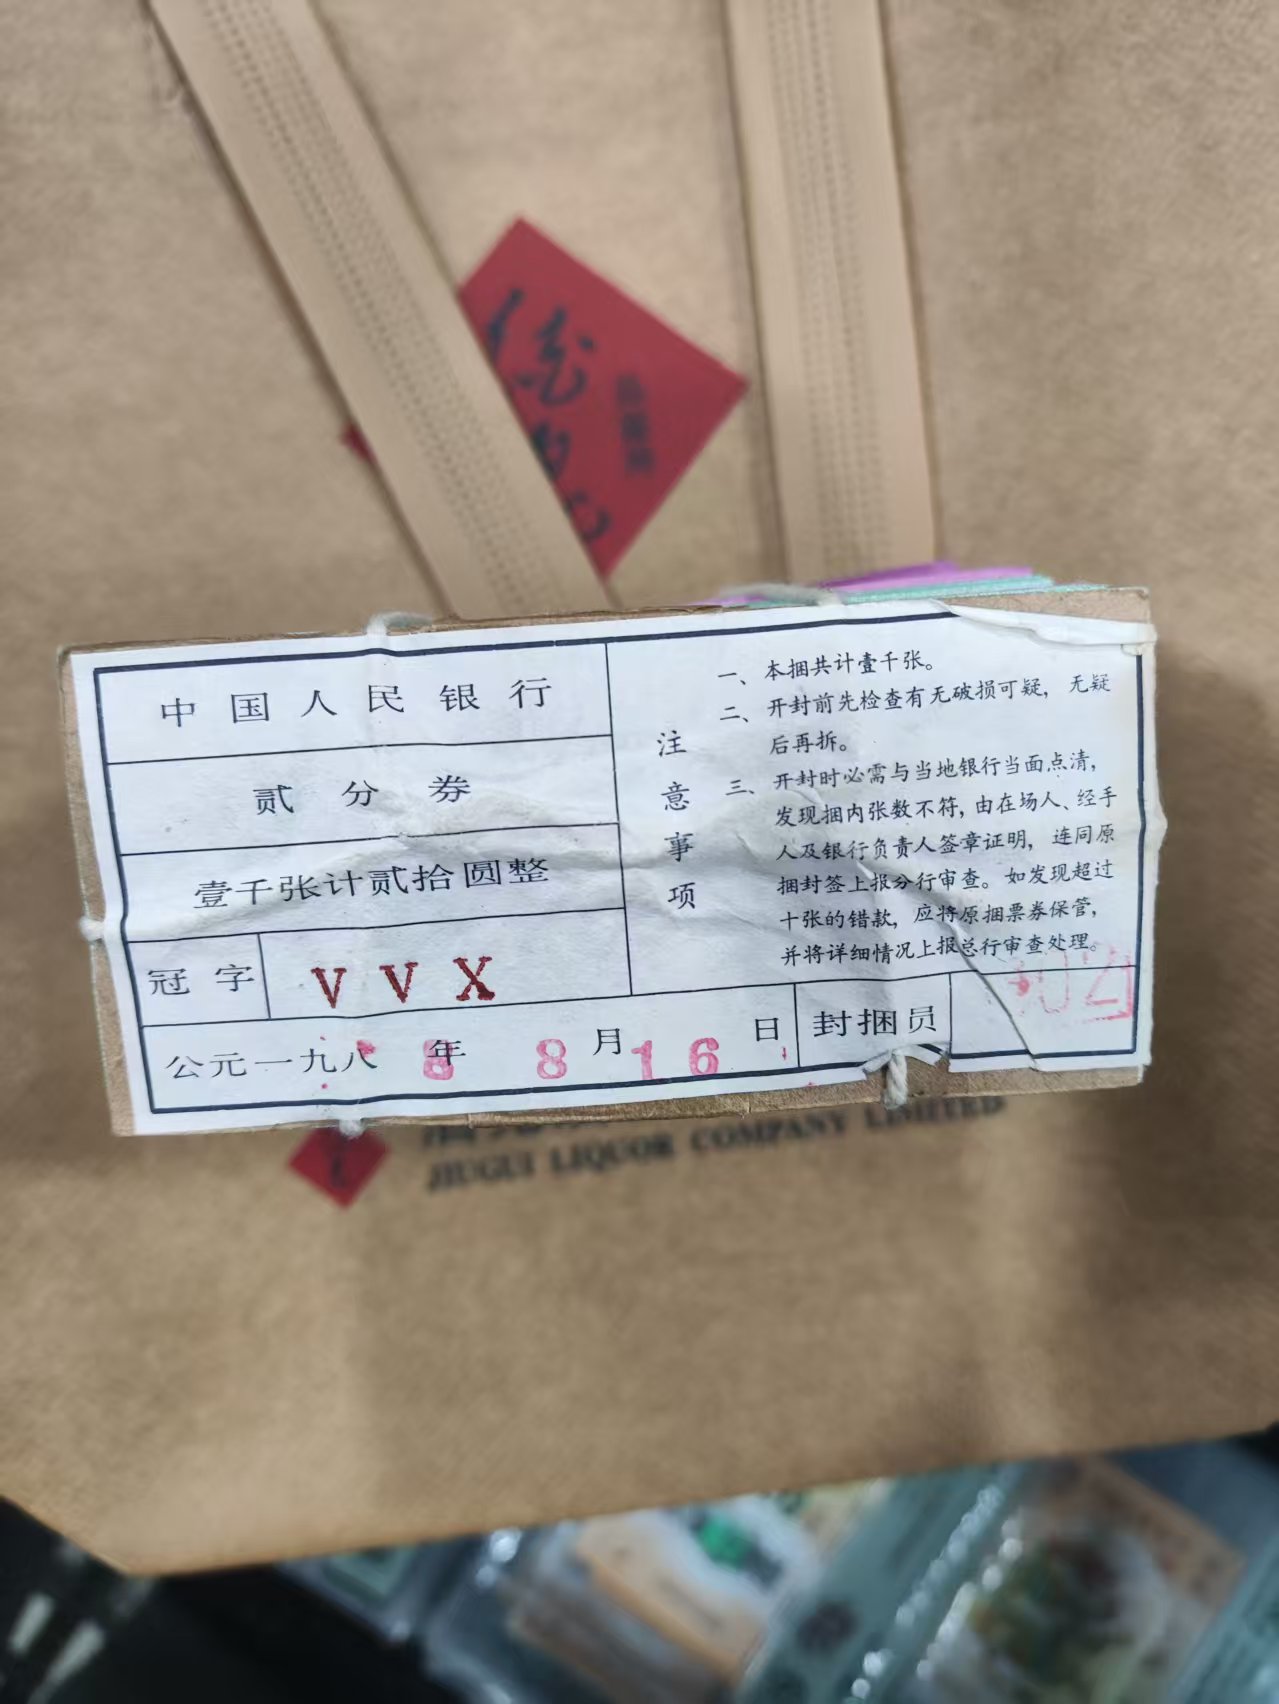 中国人民银行
贰分券
壹千张计贰拾圆整
冠字 VVX
公元一九八8年8月16日
封捆员
注意事项
一、本捆共计壹千张。
二、开封前先检查有无破损可疑，无疑
后再拆。
三、开封时必需与当地银行当面点清，
发现捆内张数不符，由在场人、经手
人及银行负责人签章证明，连同原
捆封签上报分行审查。如发现超过
十张的错款，应将原捆票券保管，
并将详细情况上报总行审查处理。
JIUGUI LIQUOR COMPANY LIMITED